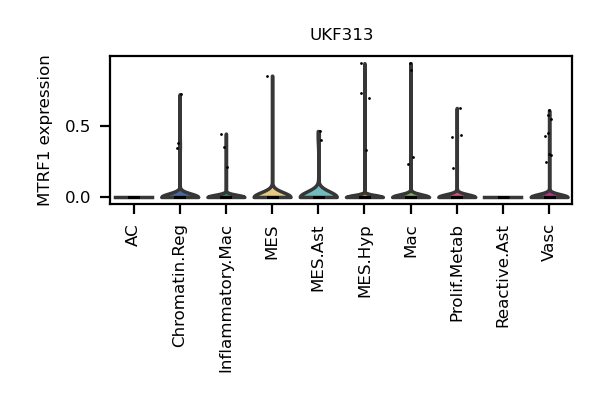 UKF313
MTRF1 expression
0.5
0.0
AC
Chromatin.Reg
Inflammatory.Mac
MES
MES.Ast
MES.Hyp
Mac
Prolif.Metab
Reactive.Ast
Vasc